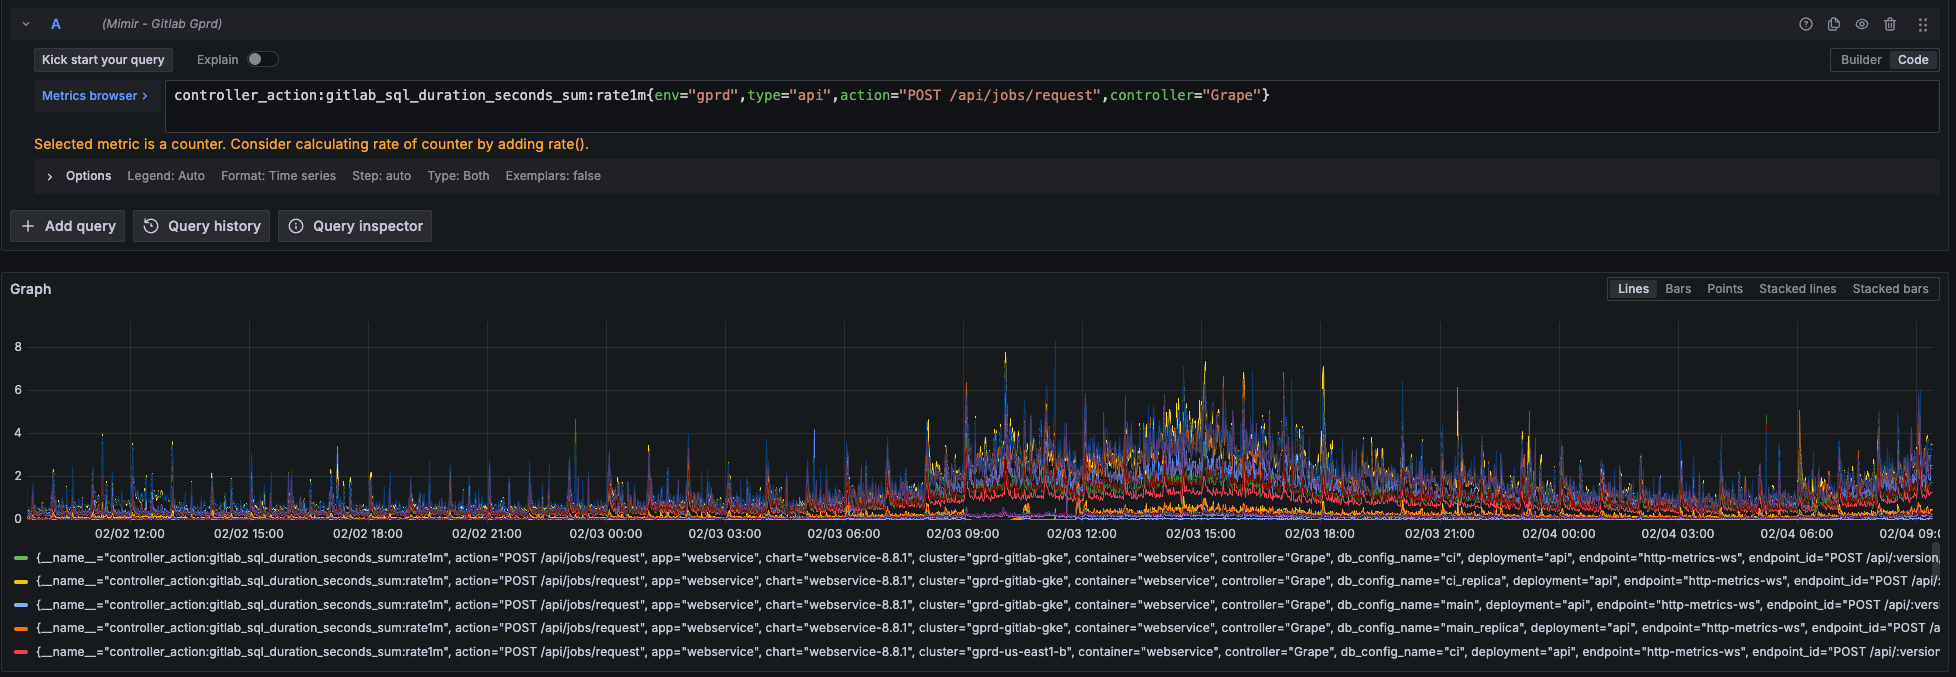 A (Mimir - Gitlab Gprd)
Kick start your query Explain Builder Code
Metrics browser > controller_action:gitlab_sql_duration_seconds_sum:rate1m{env="gprd",type="api",action="POST /api/jobs/request",controller="Grape"}
Selected metric is a counter. Consider calculating rate of counter by adding rate().
> Options Legend: Auto Format: Time series Step: auto Type: Both Exemplars: false
+ Add query Query history Query inspector
Graph Lines Bars Points Stacked lines Stacked bars
8
6
4
2
0
02/02 12:00 02/02 15:00 02/02 18:00 02/02 21:00 02/03 00:00 02/03 03:00 02/03 06:00 02/03 09:00 02/03 12:00 02/03 15:00 02/03 18:00 02/03 21:00 02/04 00:00 02/04 03:00 02/04 06:00 02/04 09:0
{__name__="controller_action:gitlab_sql_duration_seconds_sum:rate1m", action="POST /api/jobs/request", app="webservice", chart="webservice-8.8.1", cluster="gprd-gitlab-gke", container="webservice", controller="Grape", db_config_name="ci", deployment="api", endpoint="http-metrics-ws", endpoint_id="POST /api/:version
{__name__="controller_action:gitlab_sql_duration_seconds_sum:rate1m", action="POST /api/jobs/request", app="webservice", chart="webservice-8.8.1", cluster="gprd-gitlab-gke", container="webservice", controller="Grape", db_config_name="ci_replica", deployment="api", endpoint="http-metrics-ws", endpoint_id="POST /api/:
{__name__="controller_action:gitlab_sql_duration_seconds_sum:rate1m", action="POST /api/jobs/request", app="webservice", chart="webservice-8.8.1", cluster="gprd-gitlab-gke", container="webservice", controller="Grape", db_config_name="main", deployment="api", endpoint="http-metrics-ws", endpoint_id="POST /api/:versi
{__name__="controller_action:gitlab_sql_duration_seconds_sum:rate1m", action="POST /api/jobs/request", app="webservice", chart="webservice-8.8.1", cluster="gprd-gitlab-gke", container="webservice", controller="Grape", db_config_name="main_replica", deployment="api", endpoint="http-metrics-ws", endpoint_id="POST /a
{__name__="controller_action:gitlab_sql_duration_seconds_sum:rate1m", action="POST /api/jobs/request", app="webservice", chart="webservice-8.8.1", cluster="gprd-us-east1-b", container="webservice", controller="Grape", db_config_name="ci", deployment="api", endpoint="http-metrics-ws", endpoint_id="POST /api/:version